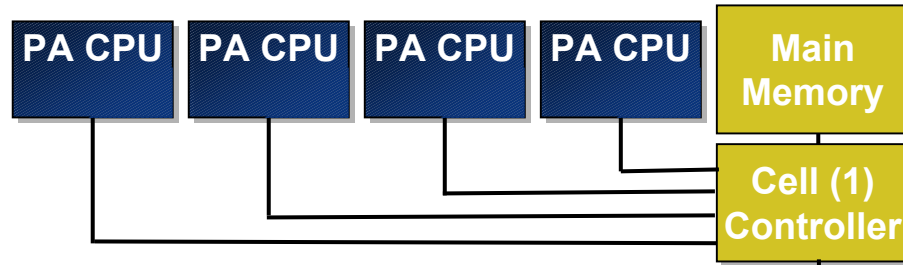 PA CPU
PA CPU
PA CPU
PA CPU
Main
Memory
Cell (1)
Controller